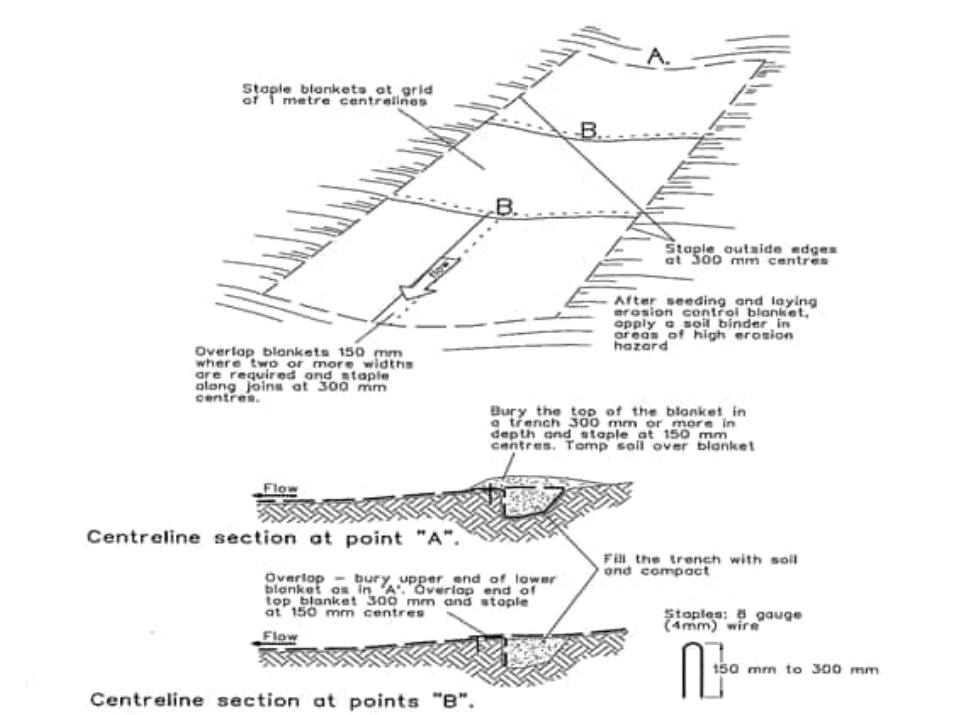 A.
Staple blankets at grid
of 1 metre centrelines
B
B
flow
Staple outside edges
at 300 mm centres
After seeding and laying
erosion control blanket,
apply a soil binder in
areas of high erosion
hazard
Overlap blankets 150 mm
where two or more widths
are required and staple
along joins at 300 mm
centres.
Bury the top of the blanket in
a trench 300 mm or more in
depth and staple at 150 mm
centres. Tamp soil over blanket
Flow
Centreline section at point "A".
Fill the trench with soil
and compact
Overlap – bury upper end of lower
blanket as in 'A'. Overlap end of
top blanket 300 mm and staple
at 150 mm centres
Flow
Centreline section at points "B".
Staples: 8 gauge
(4mm) wire
150 mm to 300 mm